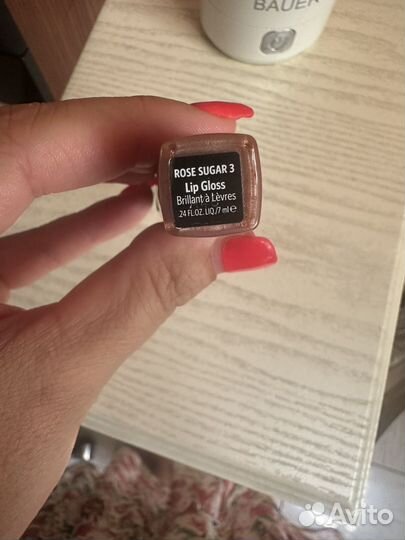 BAUER
ROSE SUGAR 3
Lip Gloss
Brillant à Lèvres
.24 FL.OZ. LIQ./7 ml e
Avito